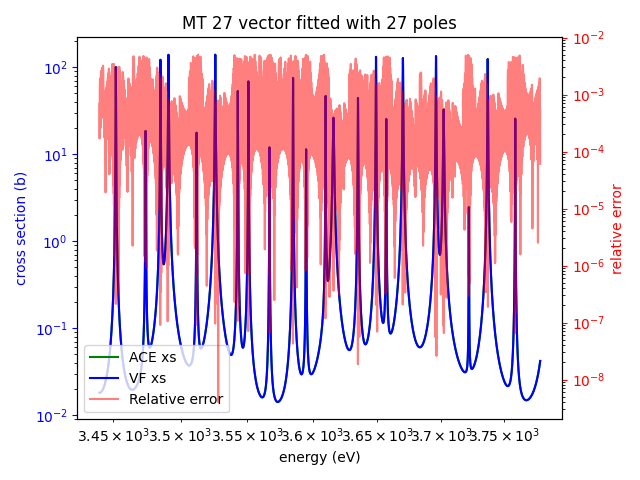 MT 27 vector fitted with 27 poles
10² 10¹ 10⁰ 10⁻¹ 10⁻²
cross section (b)
10⁻² 10⁻³ 10⁻⁴ 10⁻⁵ 10⁻⁶ 10⁻⁷ 10⁻⁸
relative error
ACE xs
VF xs
Relative error
3.45 × 10³ 3.5 × 10³ 3.55 × 10³ 3.6 × 10³ 3.65 × 10³ 3.7 × 10³ 3.75 × 10³
energy (eV)